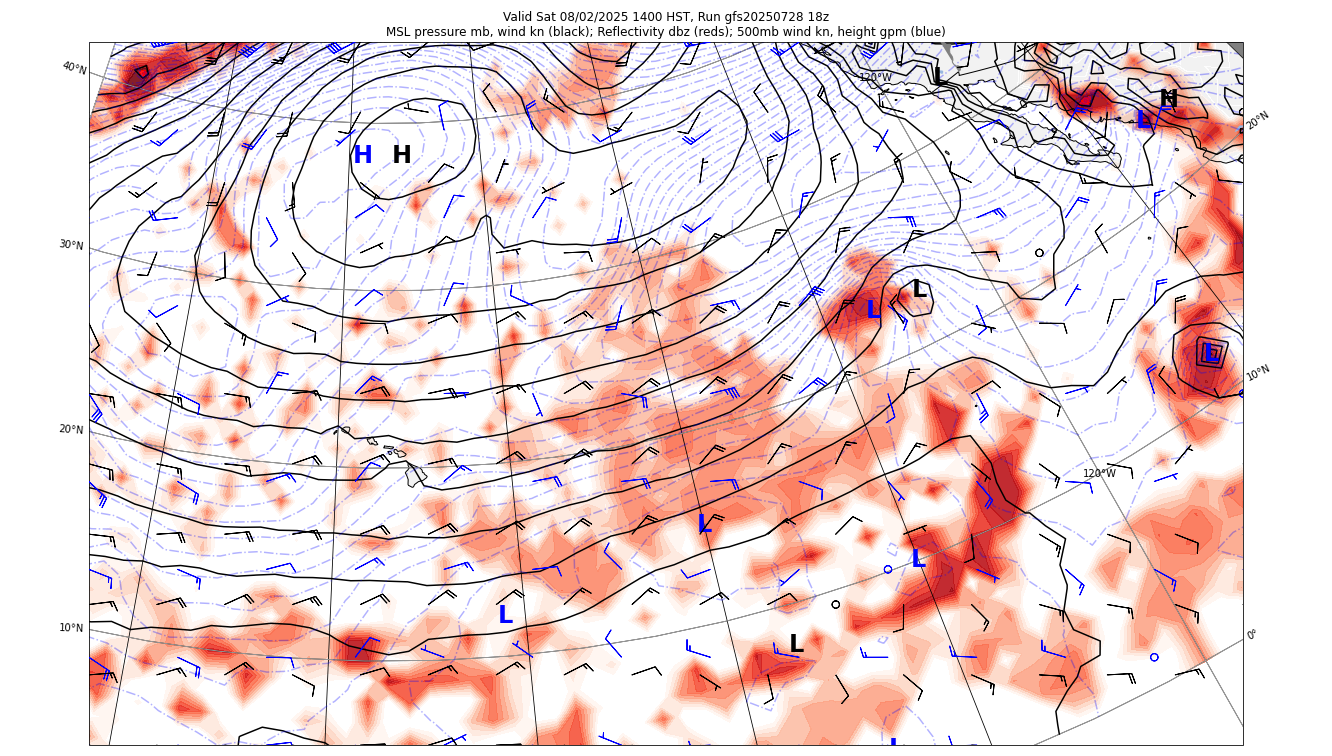 Valid Sat 08/02/2025 1400 HST, Run gfs20250728 18z
MSL pressure mb, wind kn (black); Reflectivity dbz (reds); 500mb wind kn, height gpm (blue)
40°N
120°W
L
H
L
20°N
H H
30°N
L
L
L
10°N
20°N
120°W
L
L
L
10°N
L
0°
L